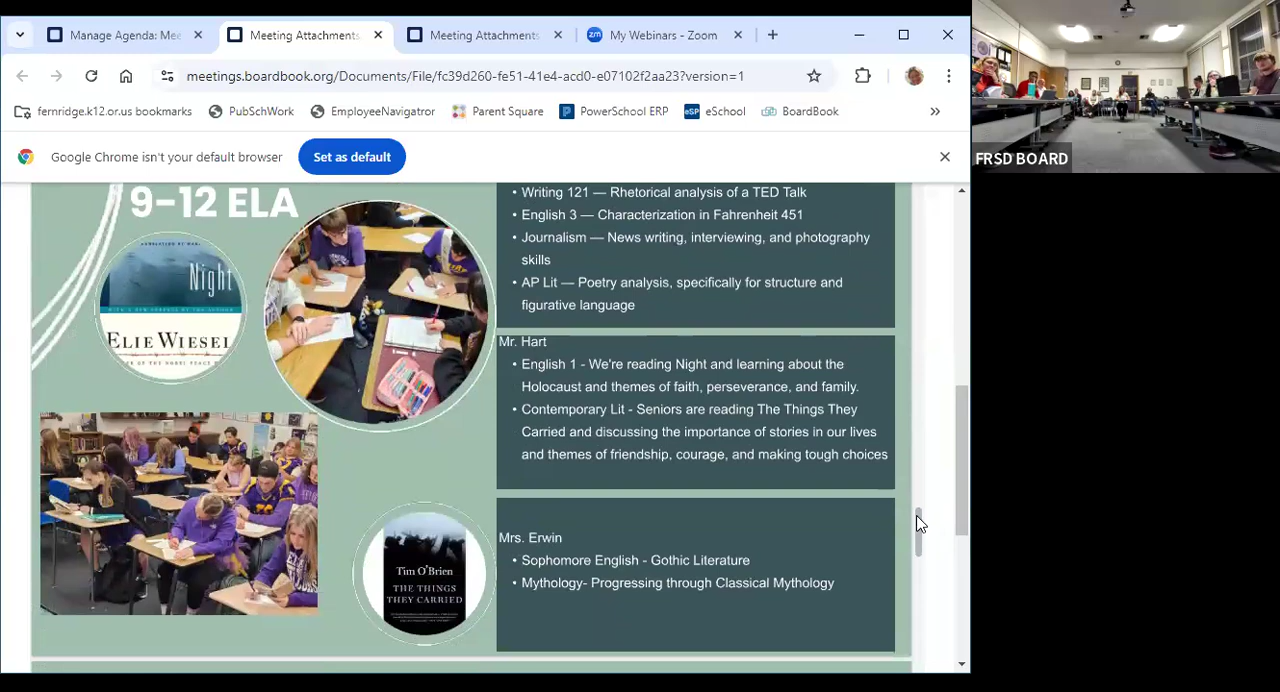 Manage Agenda: Mee
Meeting Attachments
Meeting Attachments
zm
My Webinars - Zoom
meetings.boardbook.org/Documents/File/fc39d260-fe51-41e4-acd0-e07102f2aa23?version=1
fernridge.k12.or.us bookmarks
PubSchWork
EmployeeNavigator
Parent Square
PowerSchool ERP
eSP
eSchool
BoardBook
Google Chrome isn't your default browser
Set as default
FRSD BOARD
9-12 ELA
• Writing 121 — Rhetorical analysis of a TED Talk
• English 3 — Characterization in Fahrenheit 451
• Journalism — News writing, interviewing, and photography
skills
• AP Lit — Poetry analysis, specifically for structure and
figurative language
Night
ELIE WIESEL
Mr. Hart
• English 1 - We're reading Night and learning about the
Holocaust and themes of faith, perseverance, and family.
• Contemporary Lit - Seniors are reading The Things They
Carried and discussing the importance of stories in our lives
and themes of friendship, courage, and making tough choices
Tim O'Brien
THE THINGS
THEY CARRIED
Mrs. Erwin
• Sophomore English - Gothic Literature
• Mythology- Progressing through Classical Mythology